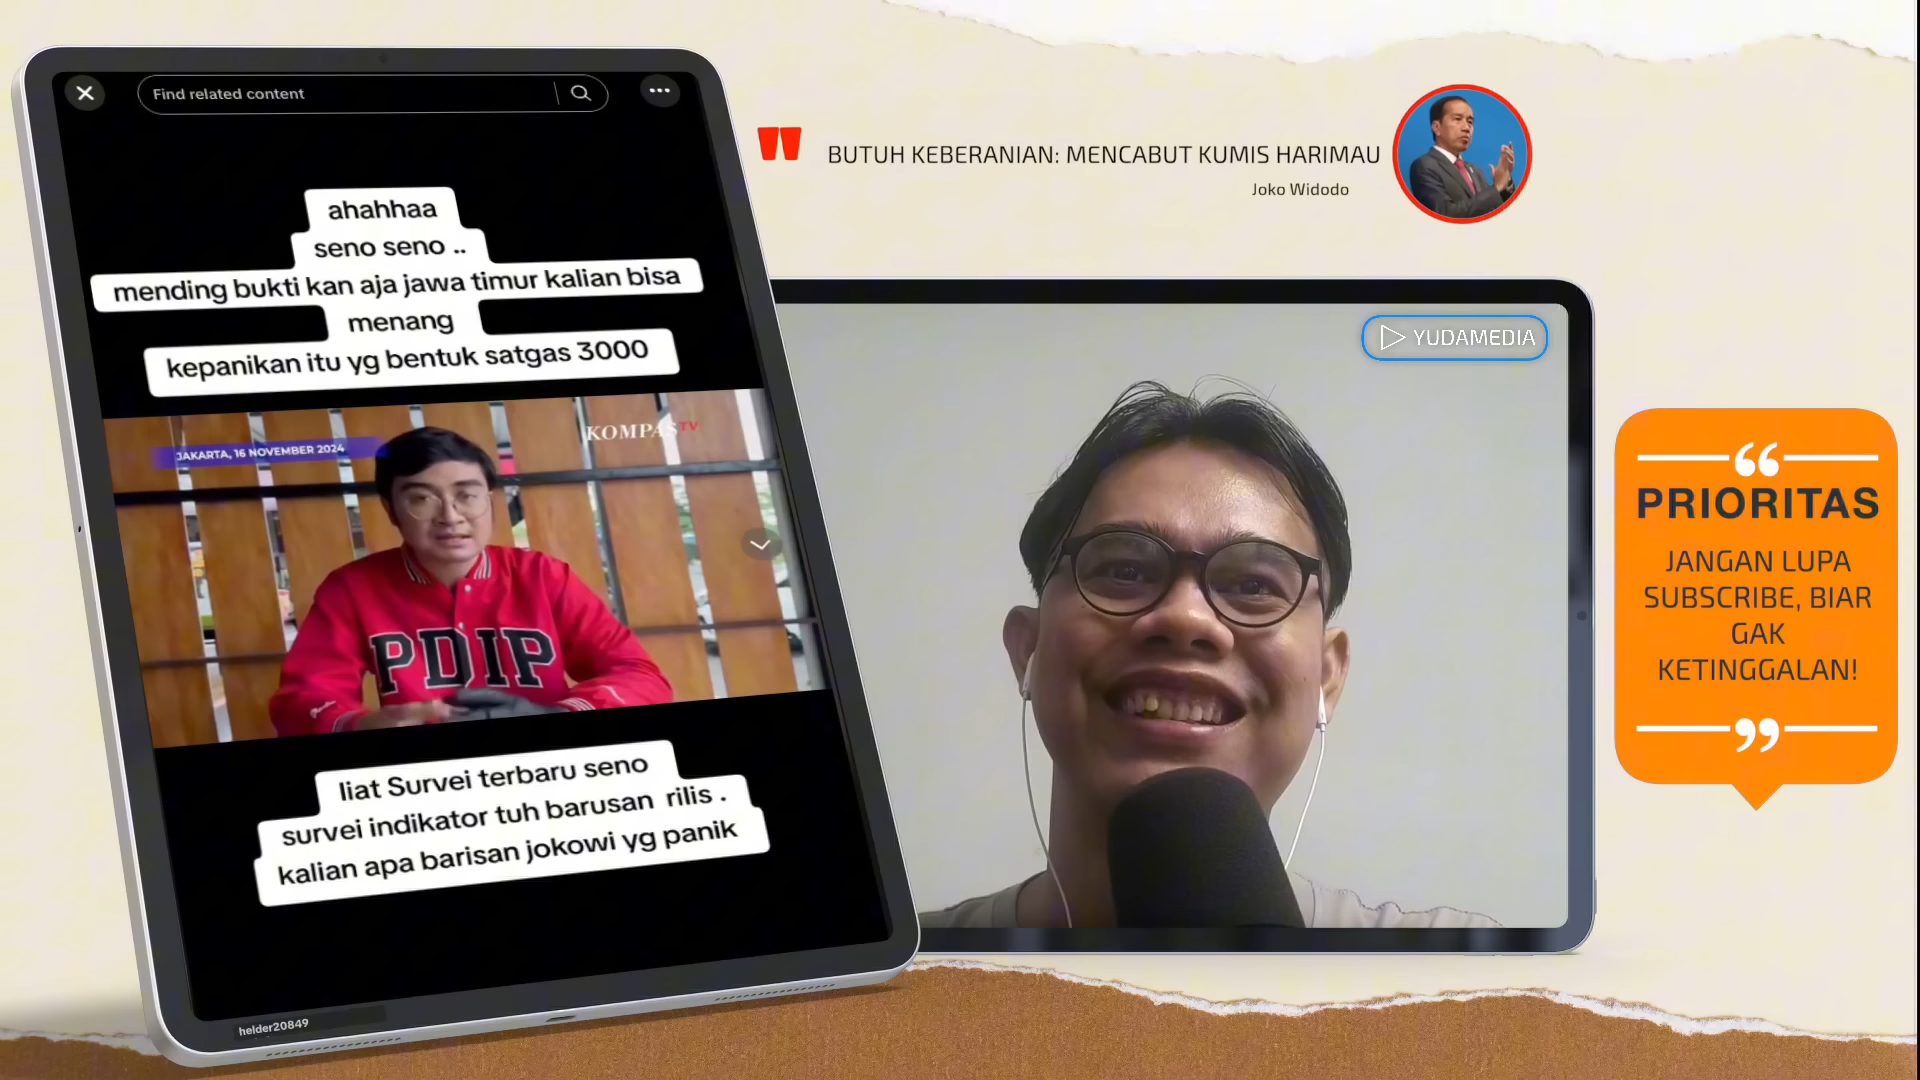 Find related content
ahahhaa
seno seno ..
mending bukti kan aja jawa timur kalian bisa
menang
kepanikan itu yg bentuk satgas 3000
JAKARTA, 16 NOVEMBER 2024
KOMPASTV
PDIP
liat Survei terbaru seno
survei indikator tuh barusan rilis .
kalian apa barisan jokowi yg panik
helder20849
BUTUH KEBERANIAN: MENCABUT KUMIS HARIMAU
Joko Widodo
YUDAMEDIA
PRIORITAS
JANGAN LUPA
SUBSCRIBE, BIAR
GAK
KETINGGALAN!